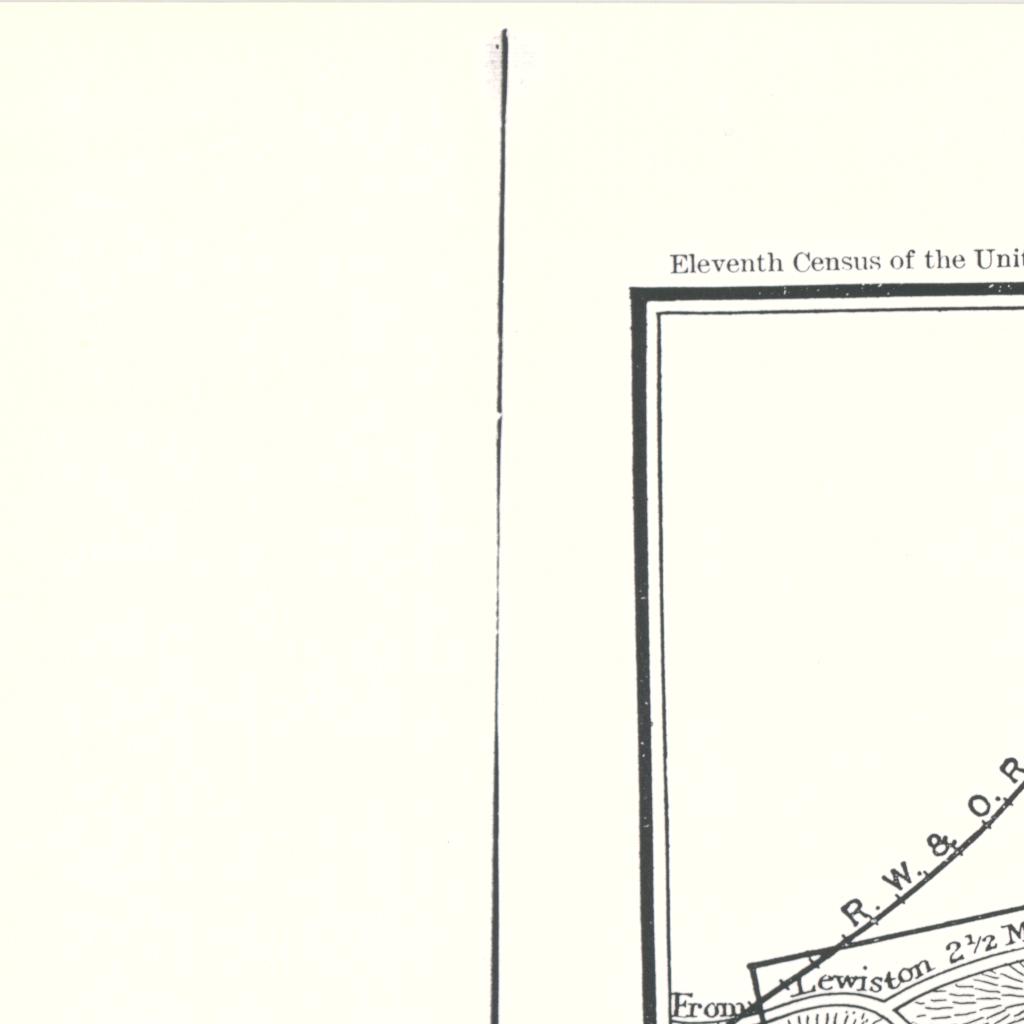 Eleventh Census of the Unit
R. W. & O. R
Lewiston 2½ M
From